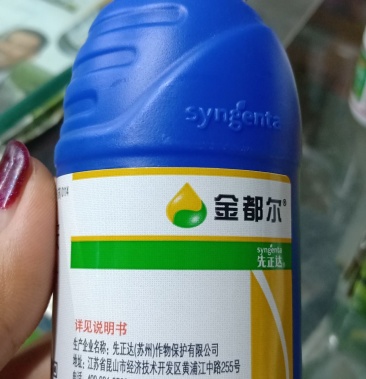 syngenta
金都尔®
syngenta
先正达
详见说明书
生产企业名称：先正达(苏州)作物保护有限公司
地址：江苏省昆山市经济技术开发区黄浦江中路255号